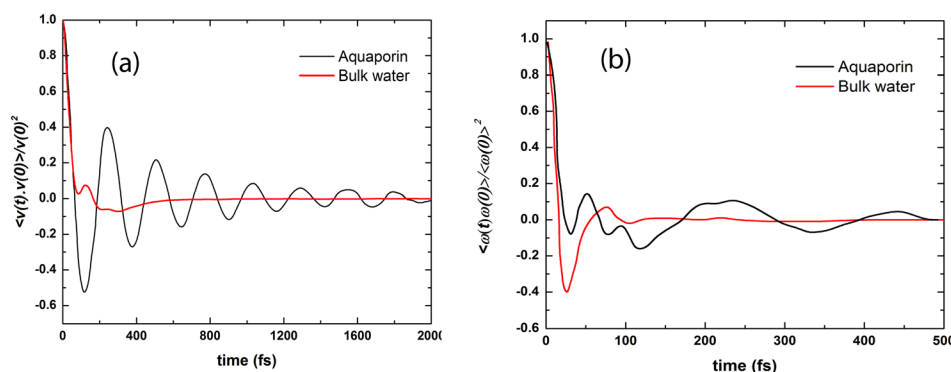 (a)
Aquaporin
Bulk water
<v(t).v(0)>/v(0)²
1.0
0.8
0.6
0.4
0.2
0.0
-0.2
-0.4
-0.6
0 400 800 1200 1600 2000
time (fs)
(b)
Aquaporin
Bulk water
<ω(t)ω(0)>/<ω(0)>²
1.0
0.8
0.6
0.4
0.2
0.0
-0.2
-0.4
-0.6
0 100 200 300 400 500
time (fs)